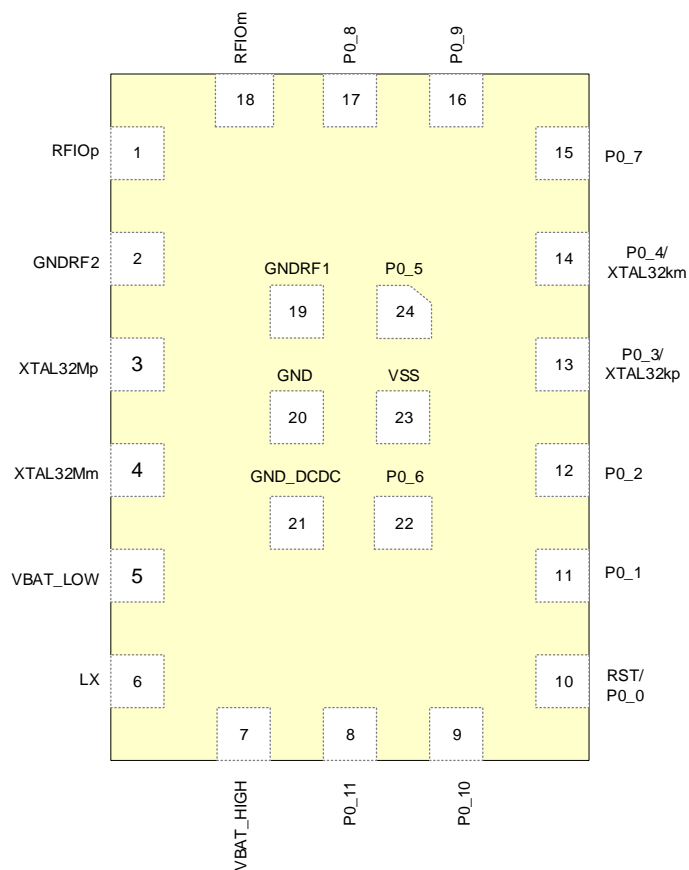 RFIOm
P0_8
P0_9
18
17
16
RFIOp
1
15
P0_7
GNDRF2
2
14
P0_4/
XTAL32km
GNDRF1
P0_5
19
24
XTAL32Mp
3
13
P0_3/
XTAL32kp
GND
VSS
20
23
XTAL32Mm
4
12
P0_2
GND_DCDC
P0_6
21
22
VBAT_LOW
5
11
P0_1
LX
6
10
RST/
P0_0
7
8
9
VBAT_HIGH
P0_11
P0_10